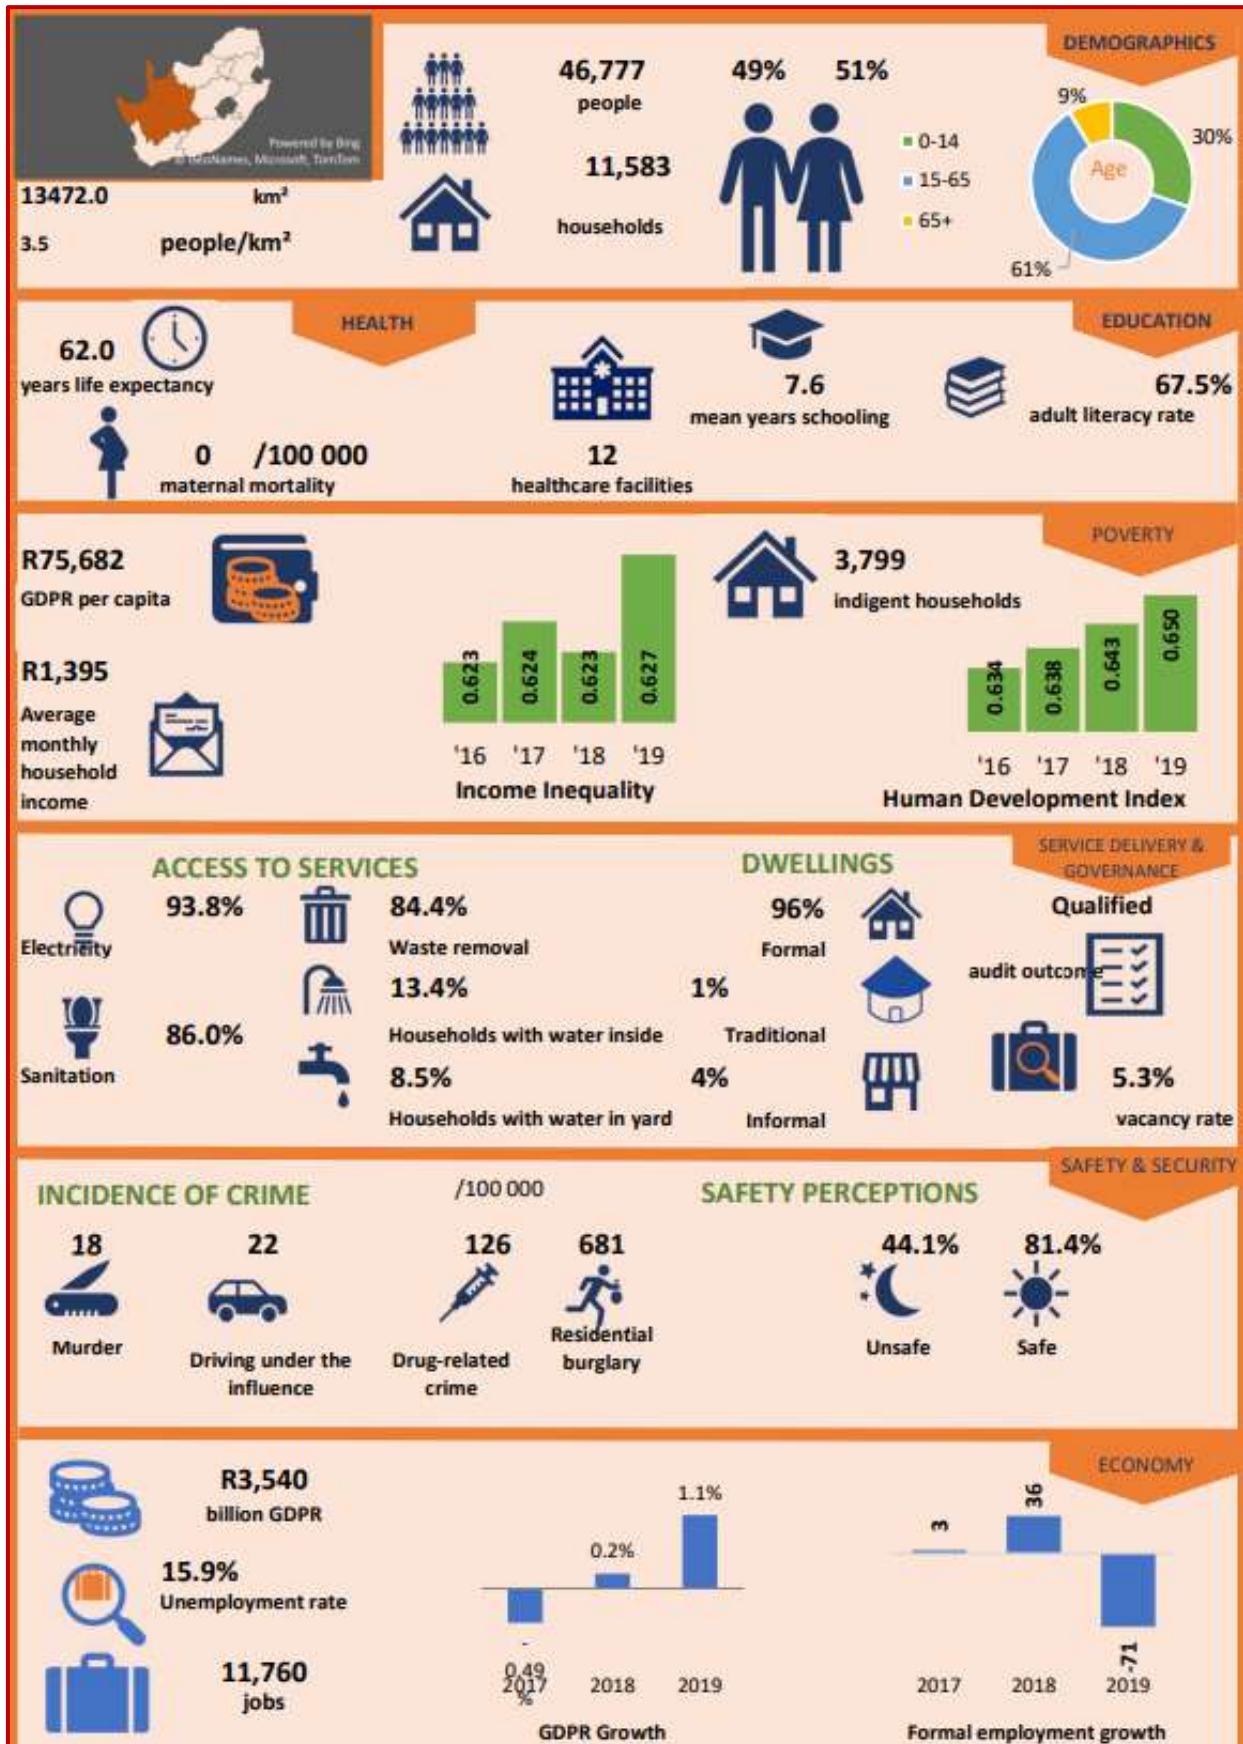 Powered by Bing
© GeoNames, Microsoft, TomTom
13472.0 km²
3.5 people/km²
46,777
people
11,583
households
49% 51%
DEMOGRAPHICS
0-14
15-65
65+
9%
30%
Age
61%
HEALTH
62.0
years life expectancy
0 /100 000
maternal mortality
12
healthcare facilities
EDUCATION
7.6
mean years schooling
67.5%
adult literacy rate
POVERTY
R75,682
GDPR per capita
R1,395
Average
monthly
household
income
0.623 0.624 0.623 0.627
'16 '17 '18 '19
Income Inequality
3,799
indigent households
0.634 0.638 0.643 0.650
'16 '17 '18 '19
Human Development Index
SERVICE DELIVERY &
GOVERNANCE
ACCESS TO SERVICES
93.8%
Electricity
86.0%
Sanitation
84.4%
Waste removal
13.4%
Households with water inside
8.5%
Households with water in yard
DWELLINGS
96%
Formal
1%
Traditional
4%
Informal
Qualified
audit outcome
5.3%
vacancy rate
SAFETY & SECURITY
INCIDENCE OF CRIME /100 000
18
Murder
22
Driving under the
influence
126
Drug-related
crime
681
Residential
burglary
SAFETY PERCEPTIONS
44.1%
Unsafe
81.4%
Safe
ECONOMY
R3,540
billion GDPR
15.9%
Unemployment rate
11,760
jobs
-
0.49
%
0.2%
1.1%
2017 2018 2019
GDPR Growth
3 36 -71
2017 2018 2019
Formal employment growth